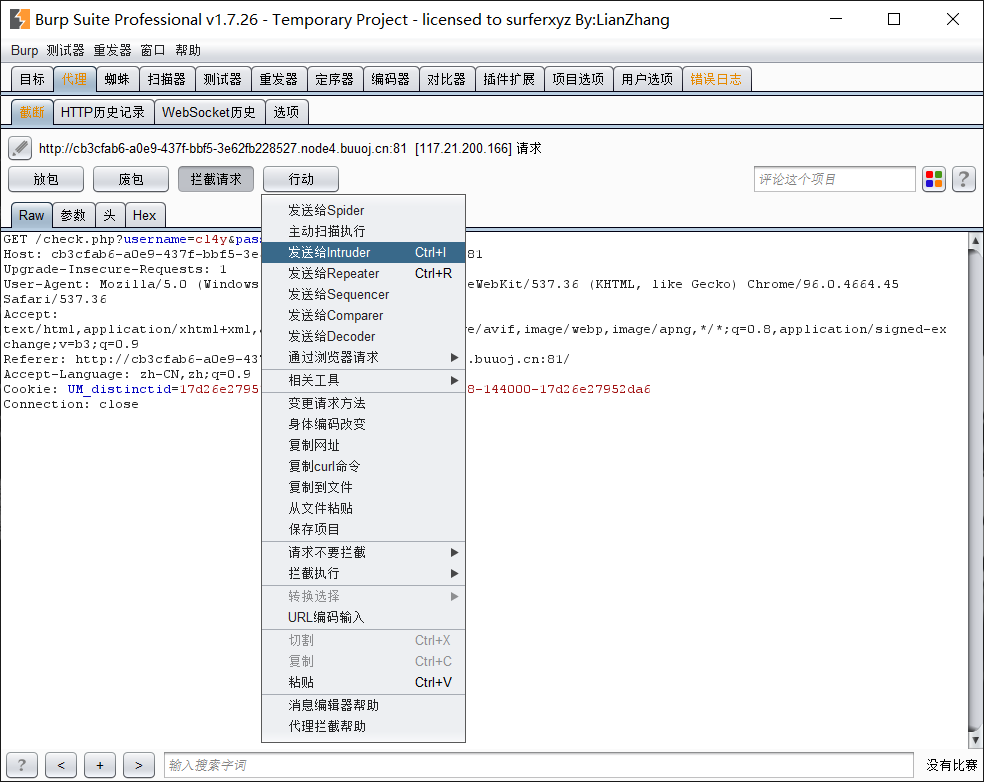 Burp Suite Professional v1.7.26 - Temporary Project - licensed to surferxyz By:LianZhang
Burp 测试器 重发器 窗口 帮助
目标 代理 蜘蛛 扫描器 测试器 重发器 定序器 编码器 对比器 插件扩展 项目选项 用户选项 错误日志
截断 HTTP历史记录 WebSocket历史 选项
http://cb3cfab6-a0e9-437f-bbf5-3e62fb228527.node4.buuoj.cn:81 [117.21.200.166] 请求
放包 废包 拦截请求 行动 评论这个项目 ?
Raw 参数 头 Hex
GET /check.php?username=cl4y&pas
Host: cb3cfab6-a0e9-437f-bbf5-3e 81
Upgrade-Insecure-Requests: 1
User-Agent: Mozilla/5.0 (Windows eWebKit/537.36 (KHTML, like Gecko) Chrome/96.0.4664.45
Safari/537.36
Accept:
text/html,application/xhtml+xml, e/avif,image/webp,image/apng,*/*;q=0.8,application/signed-ex
change;v=b3;q=0.9
Referer: http://cb3cfab6-a0e9-43 .buuoj.cn:81/
Accept-Language: zh-CN,zh;q=0.9
Cookie: UM_distinctid=17d26e2795 8-144000-17d26e27952da6
Connection: close
发送给Spider
主动扫描执行
发送给Intruder Ctrl+I
发送给Repeater Ctrl+R
发送给Sequencer
发送给Comparer
发送给Decoder
通过浏览器请求
相关工具
变更请求方法
身体编码改变
复制网址
复制curl命令
复制到文件
从文件粘贴
保存项目
请求不要拦截
拦截执行
转换选择
URL编码输入
切割 Ctrl+X
复制 Ctrl+C
粘贴 Ctrl+V
消息编辑器帮助
代理拦截帮助
? < + > 输入搜索字词 没有比赛